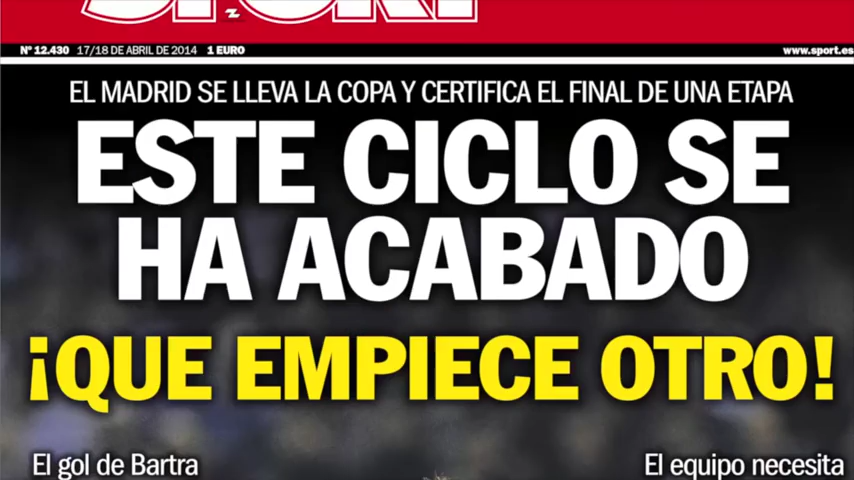 SPORT
Nº 12.430 17/18 DE ABRIL DE 2014 1 EURO www.sport.es
EL MADRID SE LLEVA LA COPA Y CERTIFICA EL FINAL DE UNA ETAPA
ESTE CICLO SE
HA ACABADO
¡QUE EMPIECE OTRO!
El gol de Bartra El equipo necesita